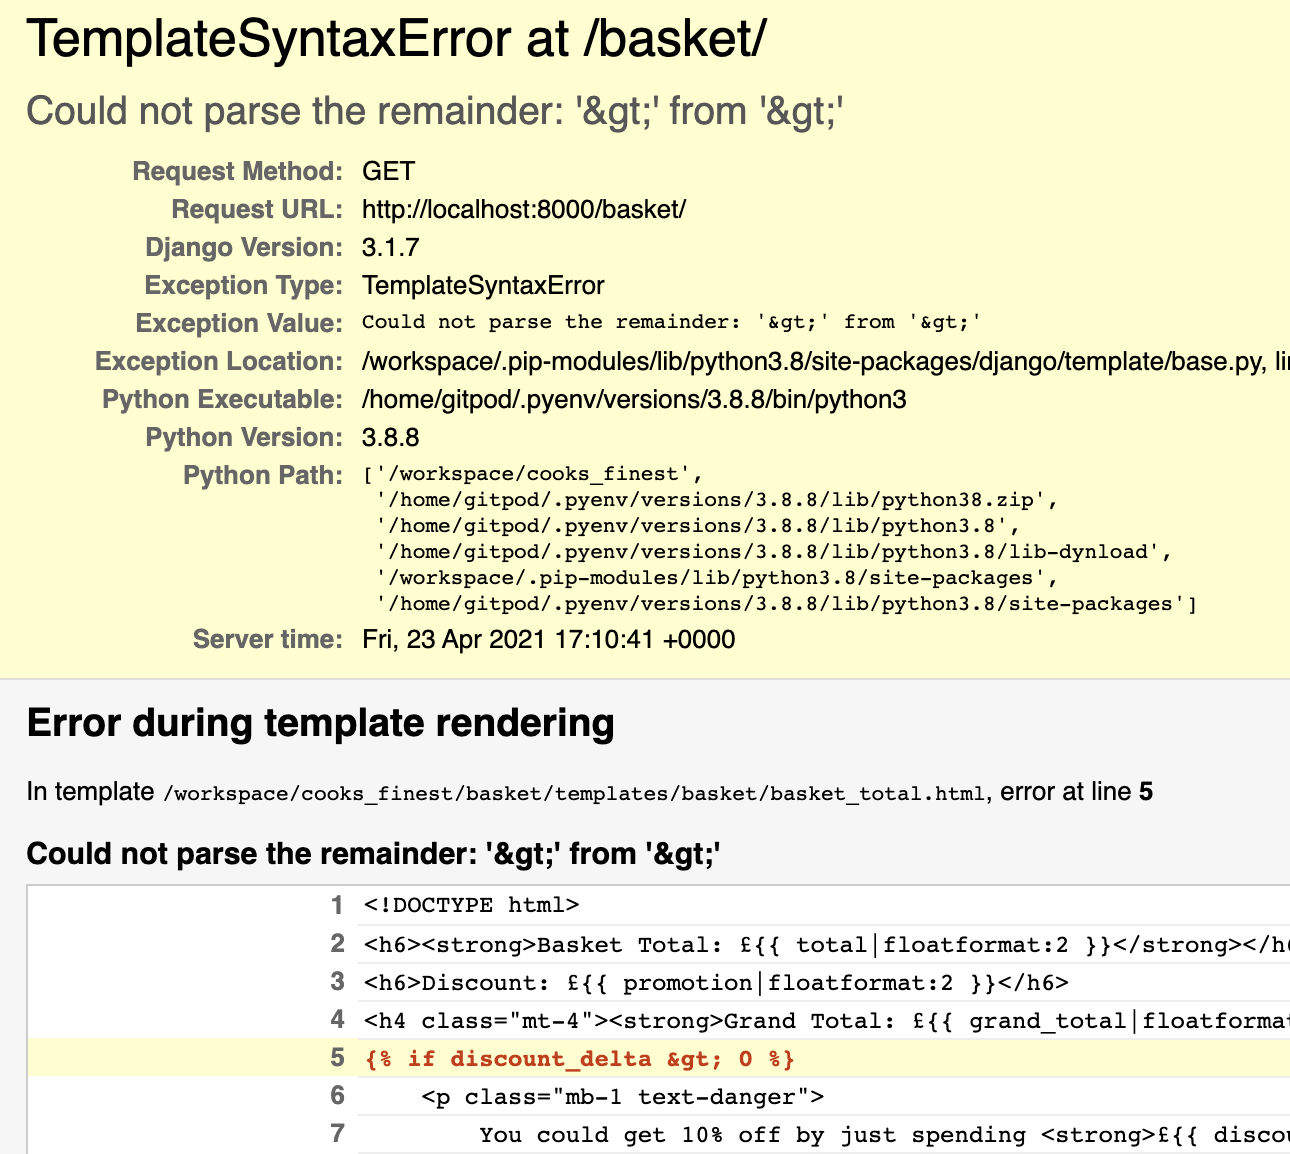 TemplateSyntaxError at /basket/
Could not parse the remainder: '&gt;' from '&gt;'
Request Method: GET
Request URL: http://localhost:8000/basket/
Django Version: 3.1.7
Exception Type: TemplateSyntaxError
Exception Value: Could not parse the remainder: '&gt;' from '&gt;'
Exception Location: /workspace/.pip-modules/lib/python3.8/site-packages/django/template/base.py,
Python Executable: /home/gitpod/.pyenv/versions/3.8.8/bin/python3
Python Version: 3.8.8
Python Path: ['/workspace/cooks_finest',
'/home/gitpod/.pyenv/versions/3.8.8/lib/python38.zip',
'/home/gitpod/.pyenv/versions/3.8.8/lib/python3.8',
'/home/gitpod/.pyenv/versions/3.8.8/lib/python3.8/lib-dynload',
'/workspace/.pip-modules/lib/python3.8/site-packages',
'/home/gitpod/.pyenv/versions/3.8.8/lib/python3.8/site-packages']
Server time: Fri, 23 Apr 2021 17:10:41 +0000
Error during template rendering
In template /workspace/cooks_finest/basket/templates/basket/basket_total.html, error at line 5
Could not parse the remainder: '&gt;' from '&gt;'
1 <!DOCTYPE html>
2 <h6><strong>Basket Total: £{{ total|floatformat:2 }}</strong></h6
3 <h6>Discount: £{{ promotion|floatformat:2 }}</h6>
4 <h4 class="mt-4"><strong>Grand Total: £{{ grand_total|floatformat
5 {% if discount_delta &gt; 0 %}
6 <p class="mb-1 text-danger">
7 You could get 10% off by just spending <strong>£{{ discou